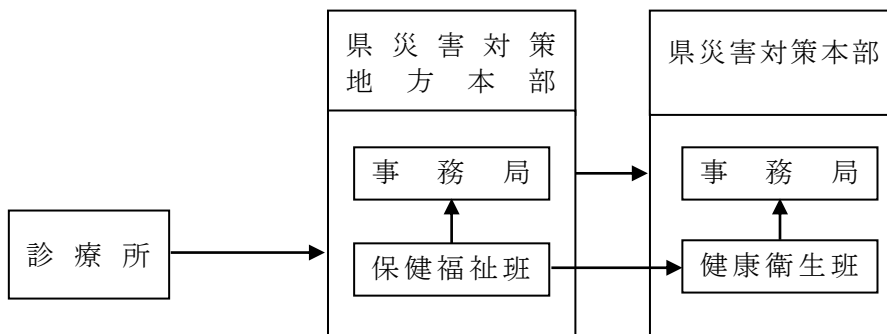 県災害対策
地方本部
県災害対策本部
事務局
事務局
診療所
保健福祉班
健康衛生班